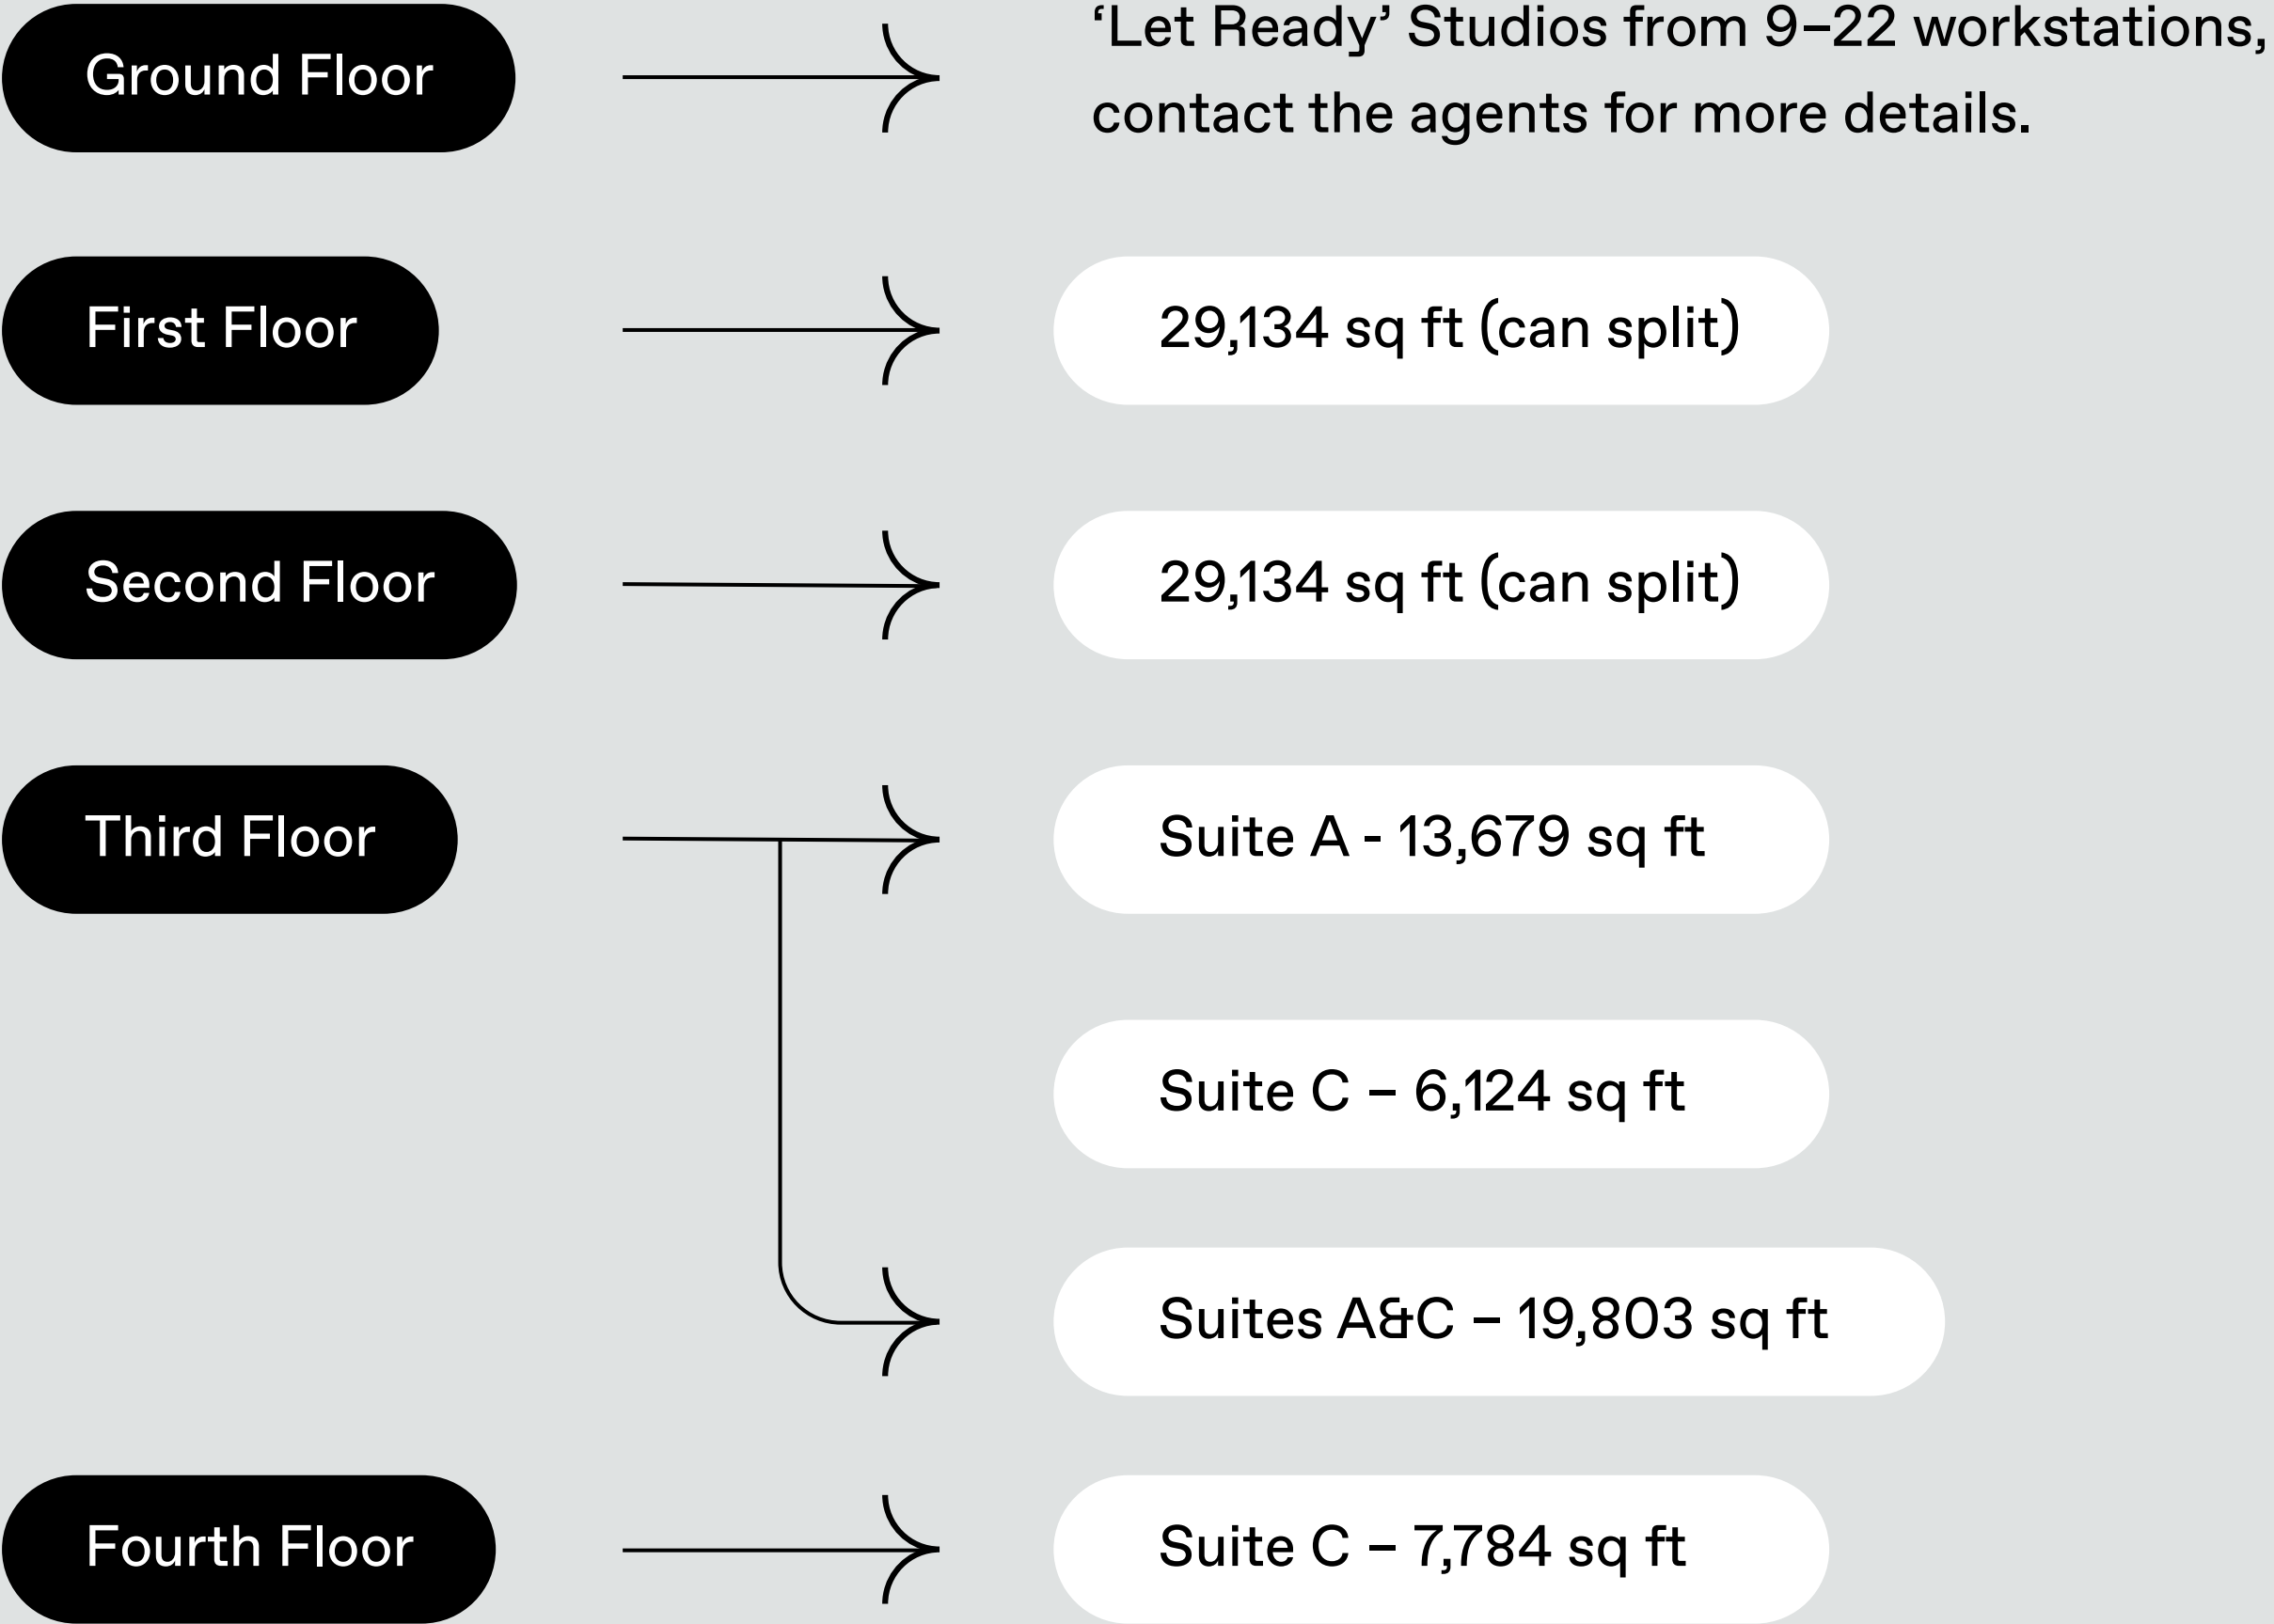 Ground Floor
‘Let Ready’ Studios from 9–22 workstations,
contact the agents for more details.
First Floor
29,134 sq ft (can split)
Second Floor
29,134 sq ft (can split)
Third Floor
Suite A - 13,679 sq ft
Suite C – 6,124 sq ft
Suites A&C – 19,803 sq ft
Fourth Floor
Suite C – 7,784 sq ft